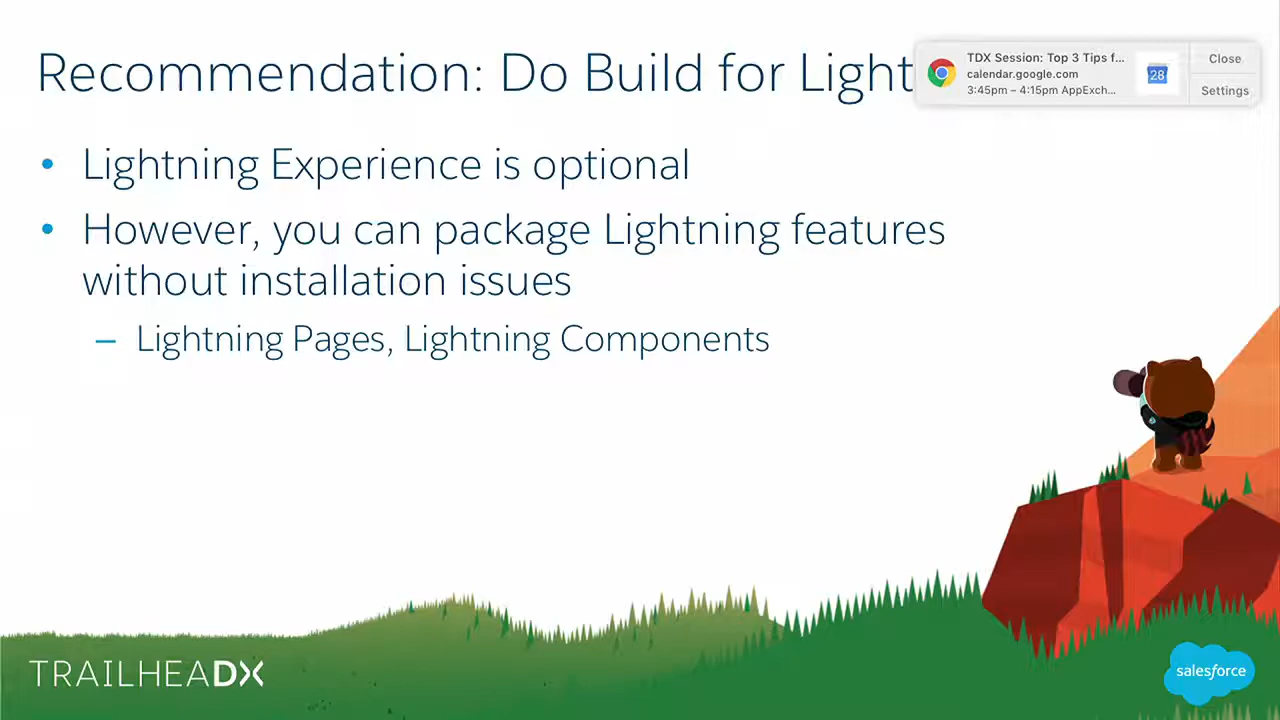 Recommendation: Do Build for Light
TDX Session: Top 3 Tips f...
calendar.google.com
3:45pm – 4:15pm AppExch...
28
Close
Settings
• Lightning Experience is optional
• However, you can package Lightning features
without installation issues
– Lightning Pages, Lightning Components
TRAILHEADX
salesforce